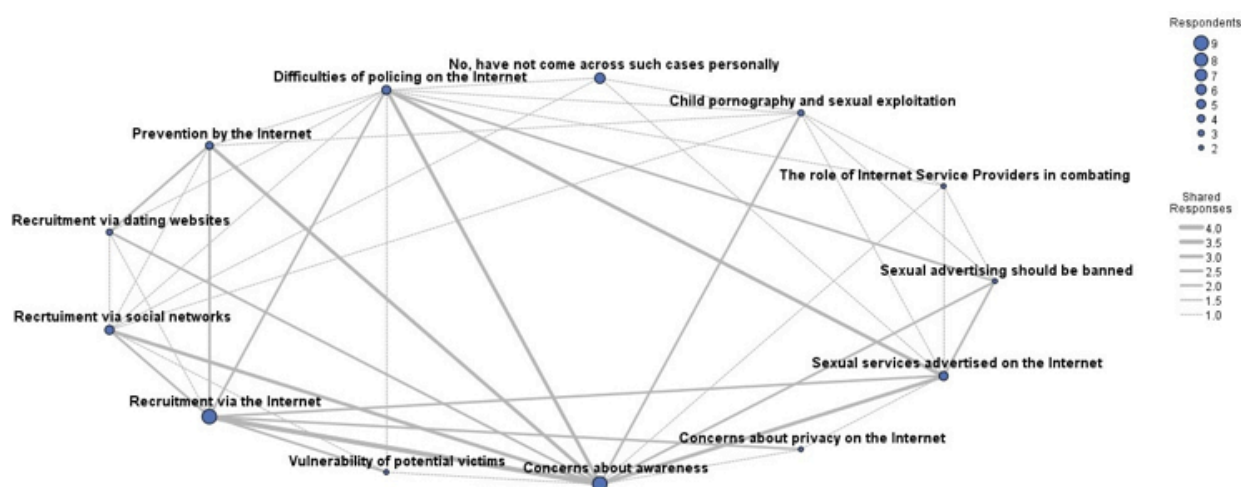 Respondents
9
8
7
6
5
4
3
2
Shared
Responses
4.0
3.5
3.0
2.5
2.0
1.5
1.0
No, have not come across such cases personally
Difficulties of policing on the Internet
Child pornography and sexual exploitation
Prevention by the Internet
The role of Internet Service Providers in combating
Recruitment via dating websites
Sexual advertising should be banned
Recrtuiment via social networks
Sexual services advertised on the Internet
Recruitment via the Internet
Concerns about privacy on the Internet
Vulnerability of potential victims
Concerns about awareness